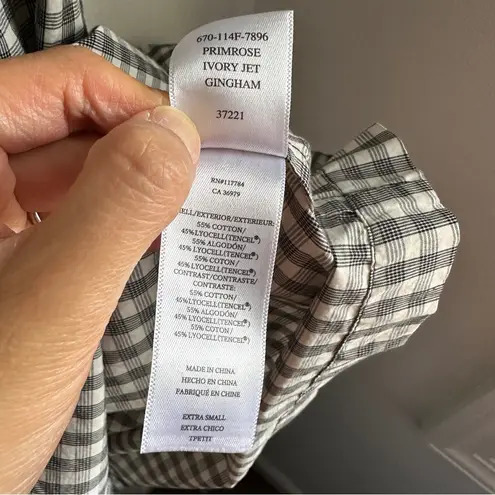 670-114F-7896
PRIMROSE
IVORY JET
GINGHAM
37221
RN#117784
CA 36979
ELL/EXTERIOR/EXTERIEUR:
55% COTTON/
45% LYOCELL(TENCEL®)
55% ALGODÓN/
45% LYOCELL(TENCEL®)
55% COTON/
45% LYOCELL(TENCEL®)
CONTRAST/CONTRASTE/
CONTRASTE:
55% COTTON/
45% LYOCELL(TENCEL®)
55% ALGODÓN/
45% LYOCELL(TENCEL®)
55% COTON/
45% LYOCELL(TENCEL®)
MADE IN CHINA
HECHO EN CHINA
FABRIQUÉ EN CHINE
EXTRA SMALL
EXTRA CHICO
TPETIT